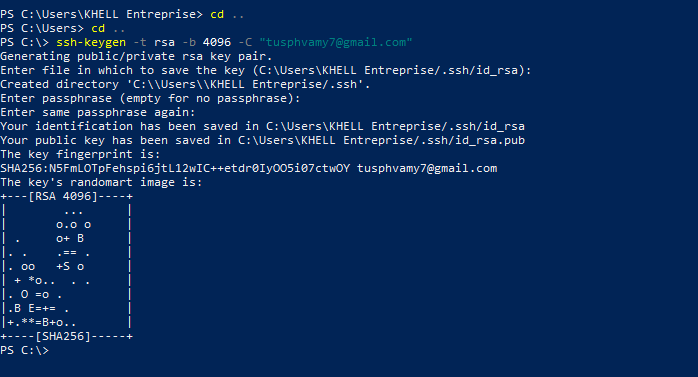 PS C:\Users\KHELL Entreprise> cd ..
PS C:\Users> cd ..
PS C:\> ssh-keygen -t rsa -b 4096 -C "tusphvamy7@gmail.com"
Generating public/private rsa key pair.
Enter file in which to save the key (C:\Users\KHELL Entreprise/.ssh/id_rsa):
Created directory 'C:\\Users\\KHELL Entreprise/.ssh'.
Enter passphrase (empty for no passphrase):
Enter same passphrase again:
Your identification has been saved in C:\Users\KHELL Entreprise/.ssh/id_rsa
Your public key has been saved in C:\Users\KHELL Entreprise/.ssh/id_rsa.pub
The key fingerprint is:
SHA256:N5FmLOTpFehspi6jtL12wIC++etdr0IyOO5i07ctwOY tusphvamy7@gmail.com
The key's randomart image is:
+---[RSA 4096]----+
|        ...      |
|       o.o o     |
| .     o+ B      |
|. .    .== .     |
|. oo   +S o      |
| + *o..  . .     |
|. O =o .         |
|.B E=+= .        |
|+.**=B+o..       |
+----[SHA256]-----+
PS C:\>